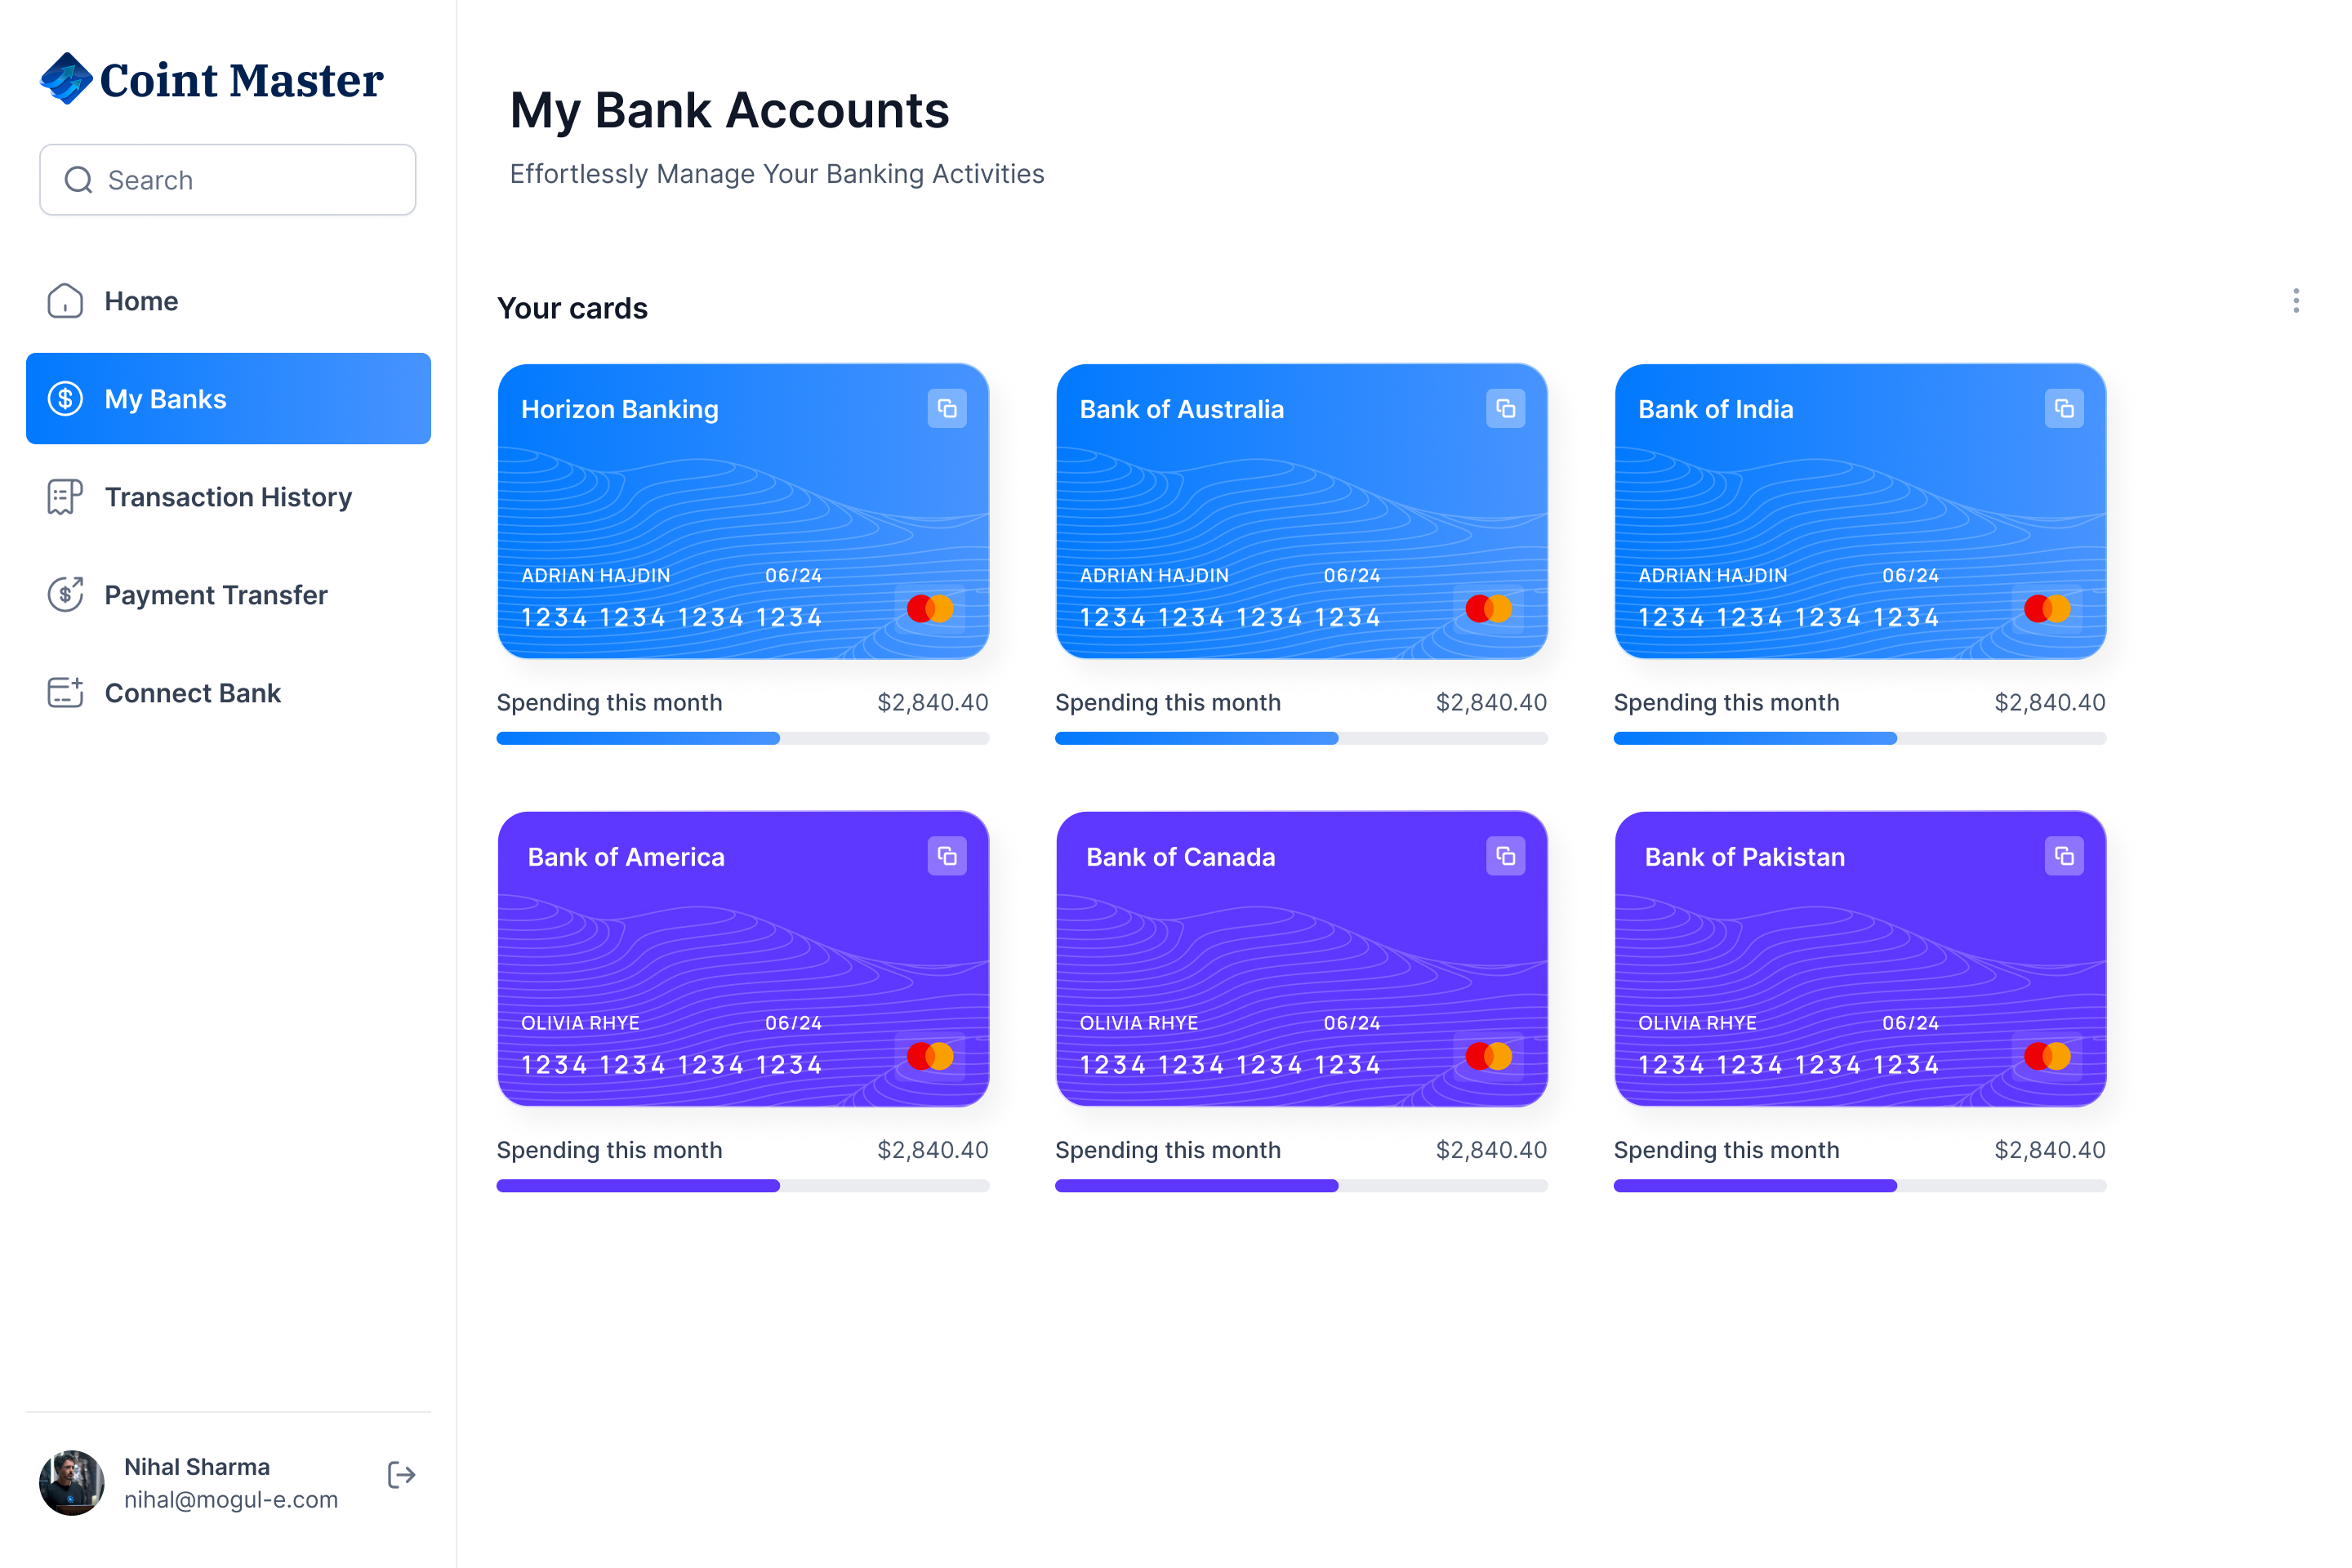 Coint Master
Search
Home
My Banks
Transaction History
Payment Transfer
Connect Bank
Nihal Sharma
nihal@mogul-e.com
My Bank Accounts
Effortlessly Manage Your Banking Activities
Your cards
Horizon Banking
ADRIAN HAJDIN 06/24
1234 1234 1234 1234
Spending this month $2,840.40
Bank of Australia
ADRIAN HAJDIN 06/24
1234 1234 1234 1234
Spending this month $2,840.40
Bank of India
ADRIAN HAJDIN 06/24
1234 1234 1234 1234
Spending this month $2,840.40
Bank of America
OLIVIA RHYE 06/24
1234 1234 1234 1234
Spending this month $2,840.40
Bank of Canada
OLIVIA RHYE 06/24
1234 1234 1234 1234
Spending this month $2,840.40
Bank of Pakistan
OLIVIA RHYE 06/24
1234 1234 1234 1234
Spending this month $2,840.40